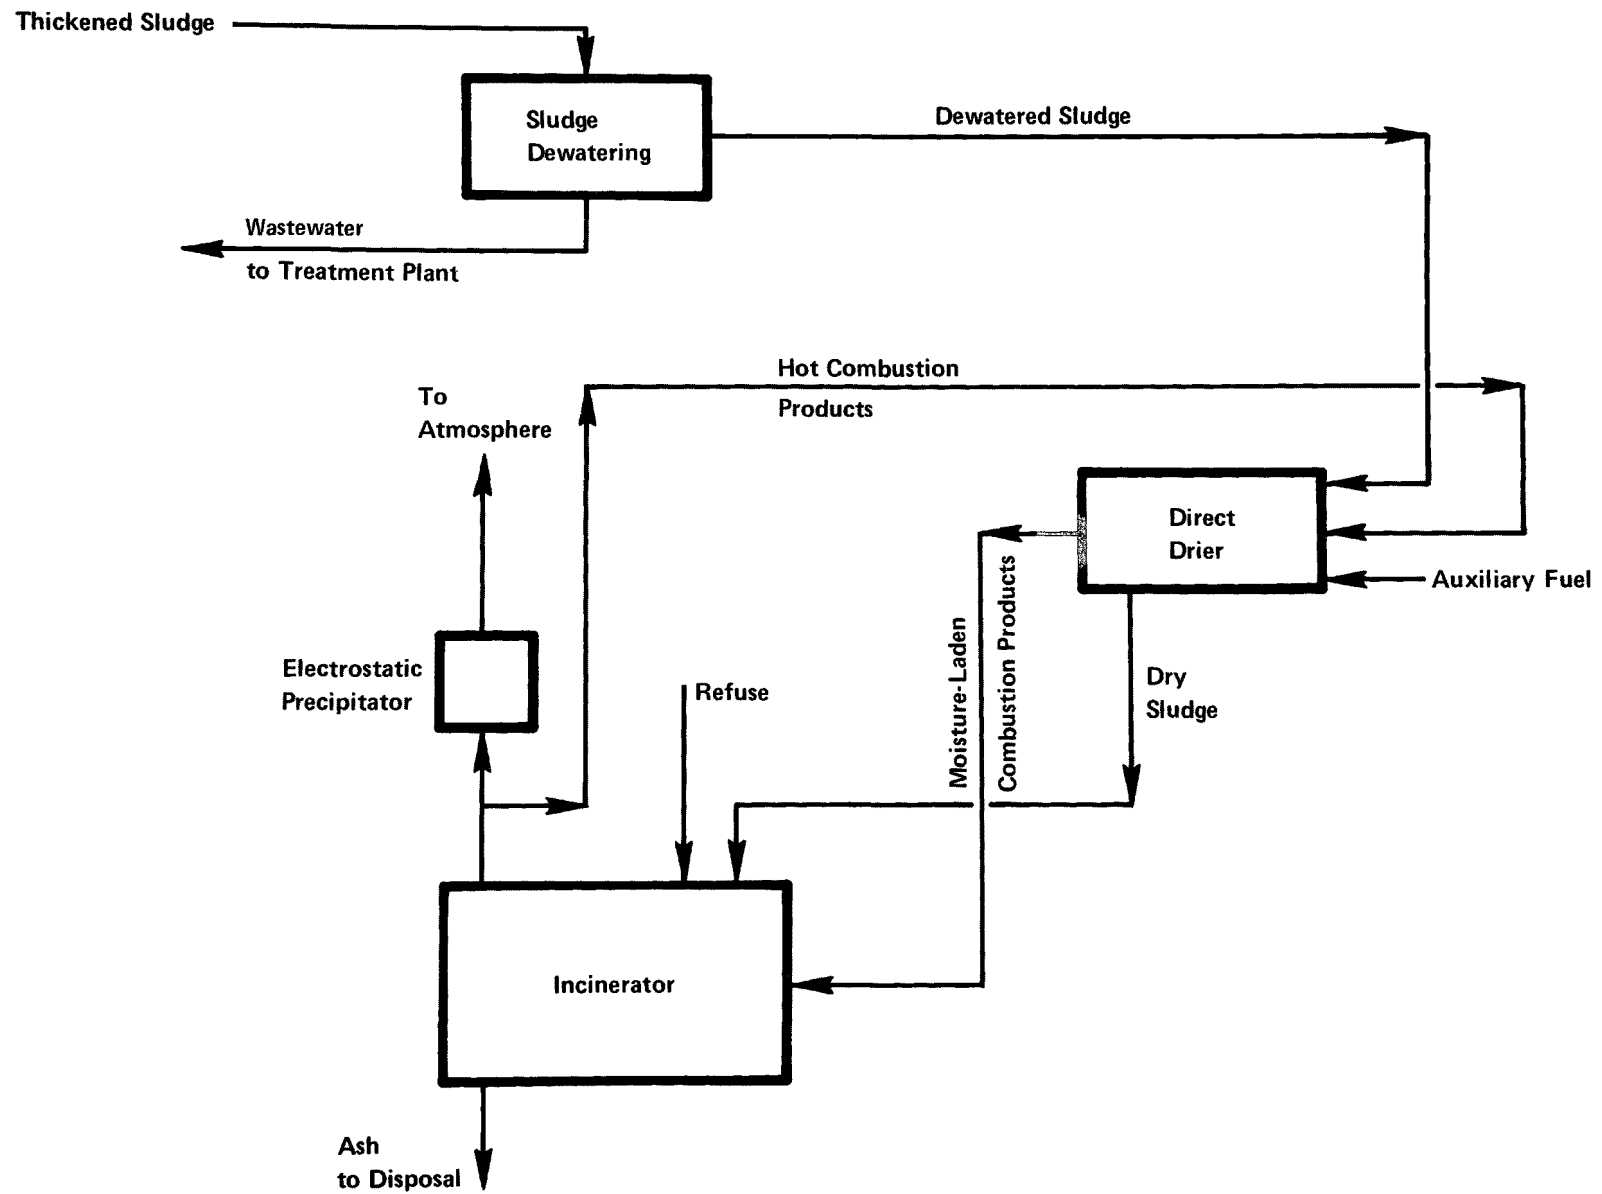 Thickened Sludge
Sludge
Dewatering
Dewatered Sludge
Wastewater
to Treatment Plant
Hot Combustion
Products
To
Atmosphere
Direct
Drier
Auxiliary Fuel
Moisture-Laden
Combustion Products
Electrostatic
Precipitator
Refuse
Dry
Sludge
Incinerator
Ash
to Disposal